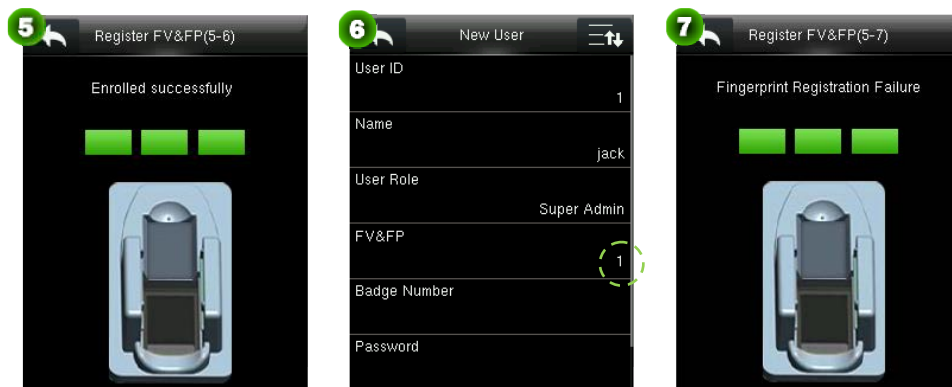 5
Register FV&FP(5-6)
Enrolled successfully
6
New User
User ID
1
Name
jack
User Role
Super Admin
FV&FP
1
Badge Number
Password
7
Register FV&FP(5-7)
Fingerprint Registration Failure